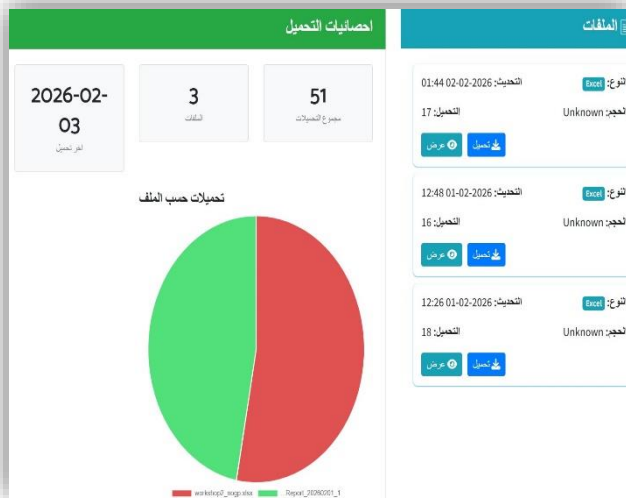 الملفات
النوع: Excel
التحديث: 2026-02-02 01:44
الحجم: Unknown
التحميل: 17
تحميل
عرض
النوع: Excel
التحديث: 2026-02-01 12:48
الحجم: Unknown
التحميل: 16
تحميل
عرض
النوع: Excel
التحديث: 2026-02-01 12:26
الحجم: Unknown
التحميل: 18
تحميل
عرض
احصائيات التحميل
51
مجموع التحميلات
3
الملفات
2026-02-
03
اخر تحميل
تحميلات حسب الملف
Report_20260201_1